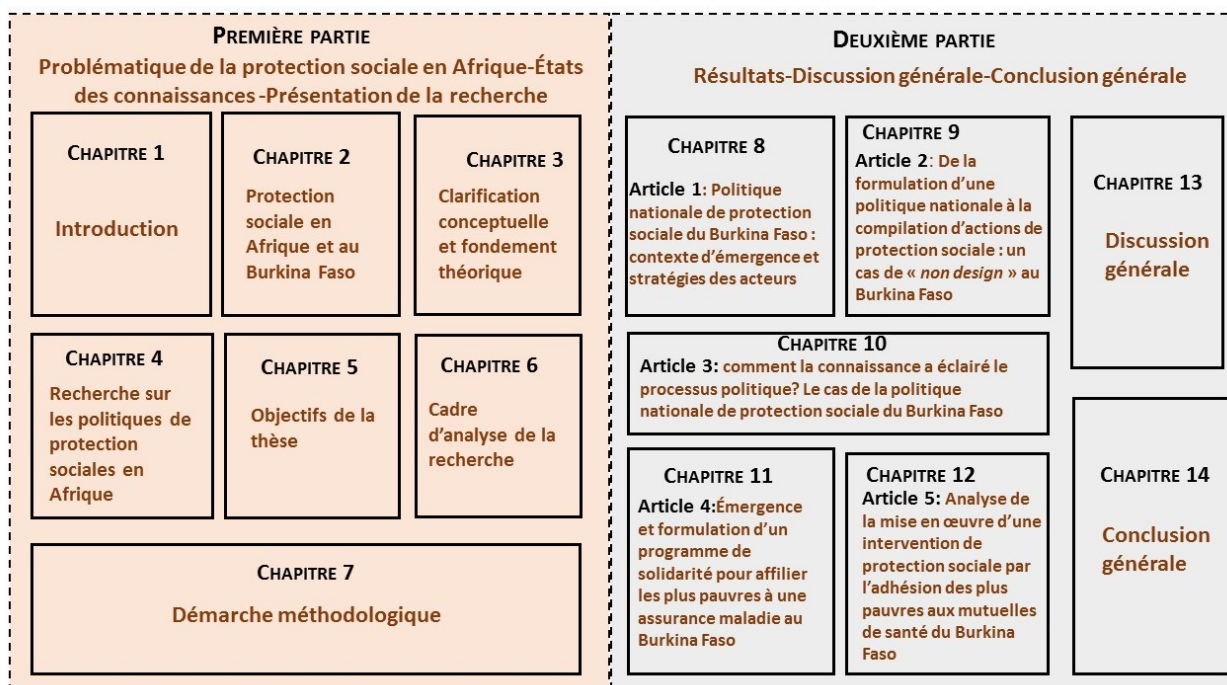 PREMIÈRE PARTIE
Problématique de la protection sociale en Afrique-États
des connaissances -Présentation de la recherche
CHAPITRE 1
Introduction
CHAPITRE 2
Protection
sociale en
Afrique et au
Burkina Faso
CHAPITRE 3
Clarification
conceptuelle
et fondement
théorique
CHAPITRE 4
Recherche sur
les politiques de
protection
sociales en
Afrique
CHAPITRE 5
Objectifs de la
thèse
CHAPITRE 6
Cadre
d'analyse de la
recherche
CHAPITRE 7
Démarche méthodologique
DEUXIÈME PARTIE
Résultats-Discussion générale-Conclusion générale
CHAPITRE 8
Article 1: Politique
nationale de protection
sociale du Burkina Faso :
contexte d'émergence et
stratégies des acteurs
CHAPITRE 9
Article 2: De la
formulation d'une
politique nationale à la
compilation d'actions de
protection sociale : un
cas de « non design » au
Burkina Faso
CHAPITRE 10
Article 3: comment la connaissance a éclairé le
processus politique? Le cas de la politique
nationale de protection sociale du Burkina Faso
CHAPITRE 11
Article 4:Émergence
et formulation d'un
programme de
solidarité pour affilier
les plus pauvres à une
assurance maladie au
Burkina Faso
CHAPITRE 12
Article 5: Analyse de
la mise en œuvre d'une
intervention de
protection sociale par
l'adhésion des plus
pauvres aux mutuelles
de santé du Burkina
Faso
CHAPITRE 13
Discussion
générale
CHAPITRE 14
Conclusion
générale